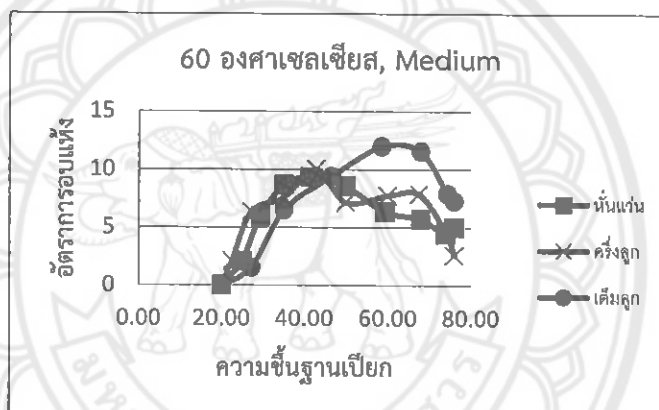 60 องศาเซลเซียส, Medium
อัตราการอบแห้ง
15
10
5
0
0.00 20.00 40.00 60.00 80.00
ความชื้นฐานเปียก
หั่นแว่น
ครึ่งลูก
เต็มลูก